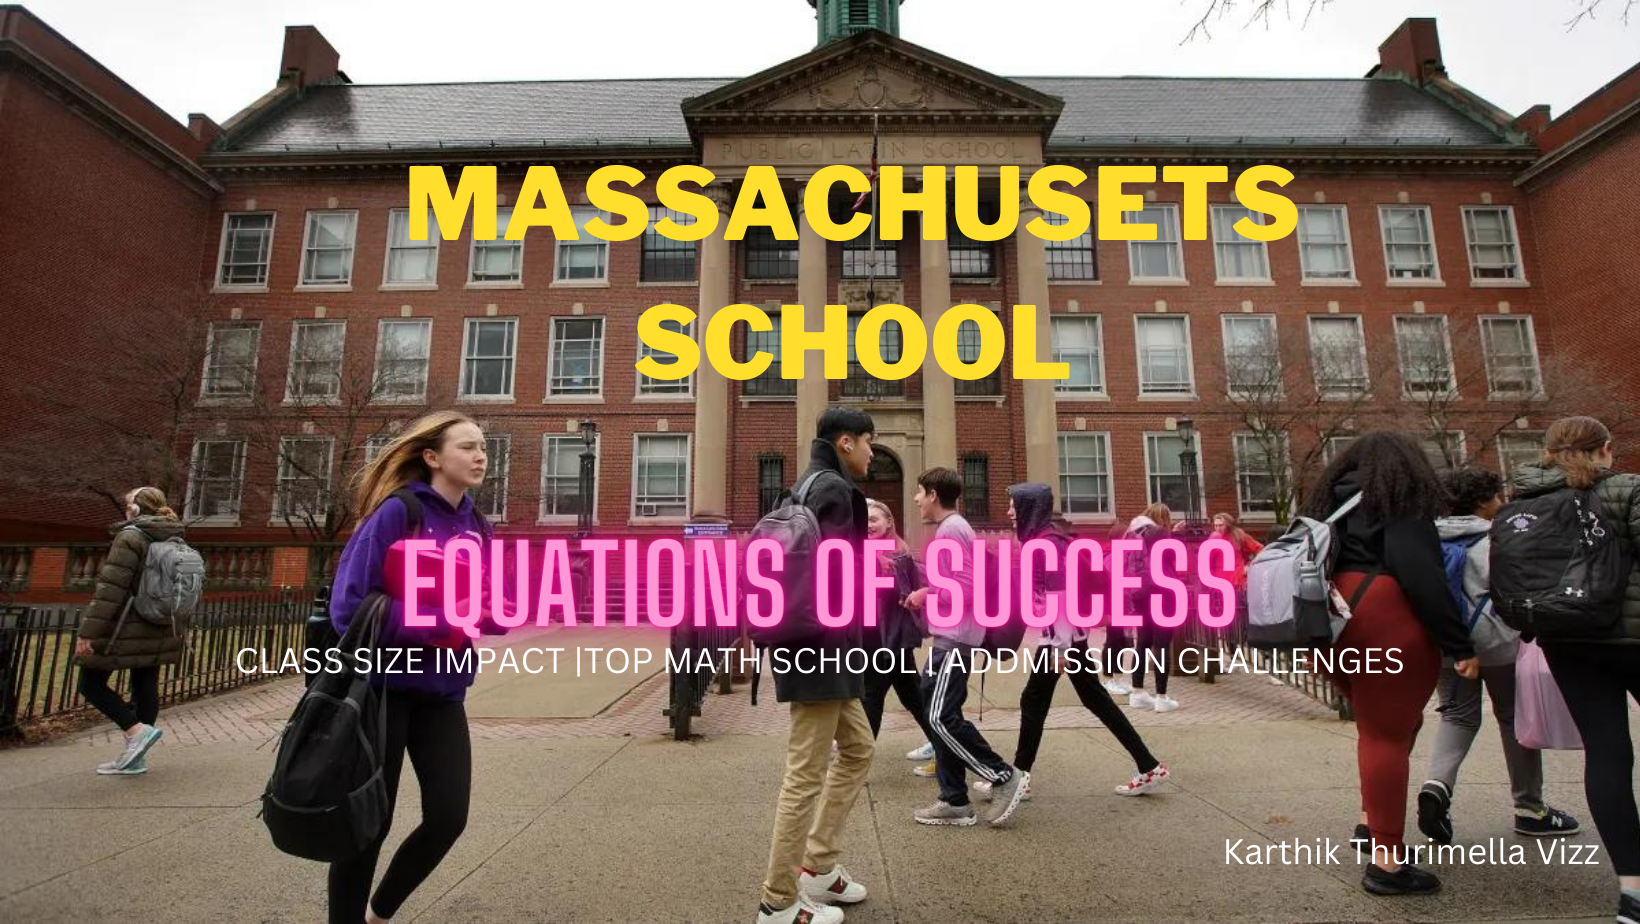 PUBLIC LATIN SCHOOL
MASSACHUSETS
SCHOOL
EQUATIONS OF SUCCESS
CLASS SIZE IMPACT |TOP MATH SCHOOL | ADDMISSION CHALLENGES
Karthik Thurimella Vizz